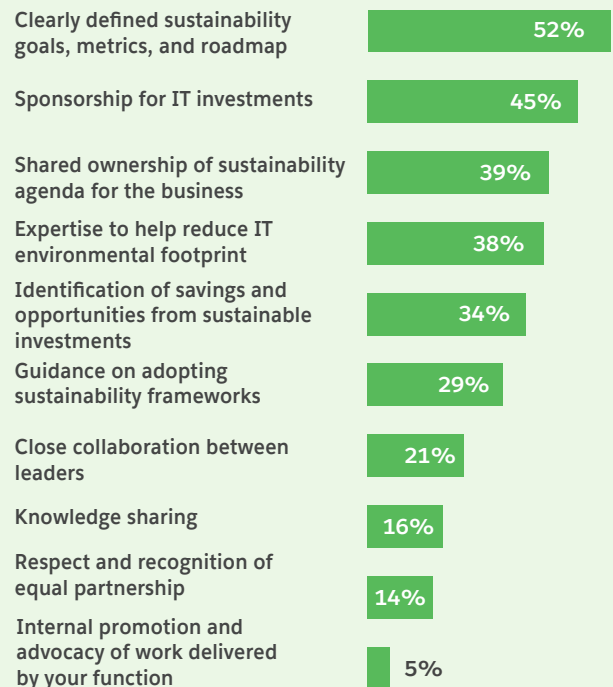 Clearly defined sustainability
goals, metrics, and roadmap
52%
Sponsorship for IT investments
45%
Shared ownership of sustainability
agenda for the business
39%
Expertise to help reduce IT
environmental footprint
38%
Identification of savings and
opportunities from sustainable
investments
34%
Guidance on adopting
sustainability frameworks
29%
Close collaboration between
leaders
21%
Knowledge sharing
16%
Respect and recognition of
equal partnership
14%
Internal promotion and
advocacy of work delivered
by your function
5%